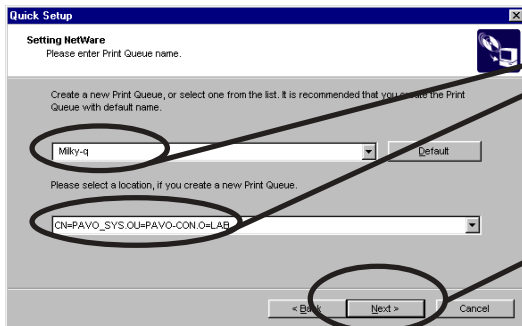 Quick Setup
Setting NetWare
Please enter Print Queue name.
Create a new Print Queue, or select one from the list. It is recommended that you create the Print
Queue with default name.
Milky-q
Default
Please select a location, if you create a new Print Queue.
CN=PAVO_SYS.OU=PAVO-CON.O=LAB
< Back
Next >
Cancel